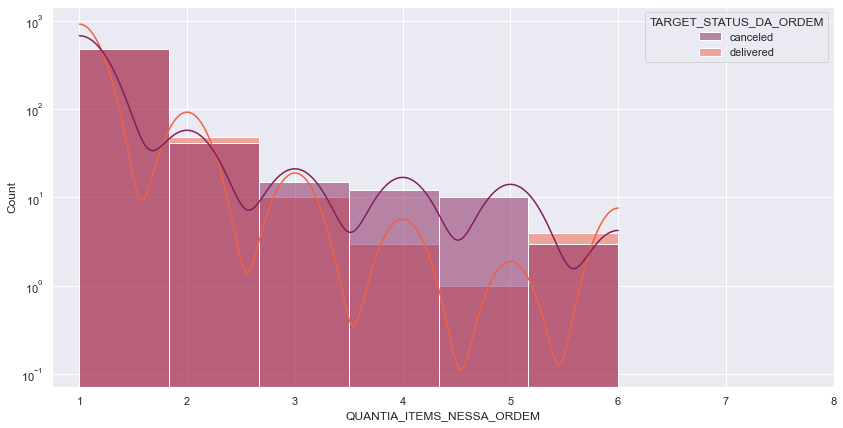 TARGET_STATUS_DA_ORDEM
canceled
delivered
10³
10²
10¹
10⁰
10⁻¹
Count
1 2 3 4 5 6 7 8
QUANTIA_ITEMS_NESSA_ORDEM